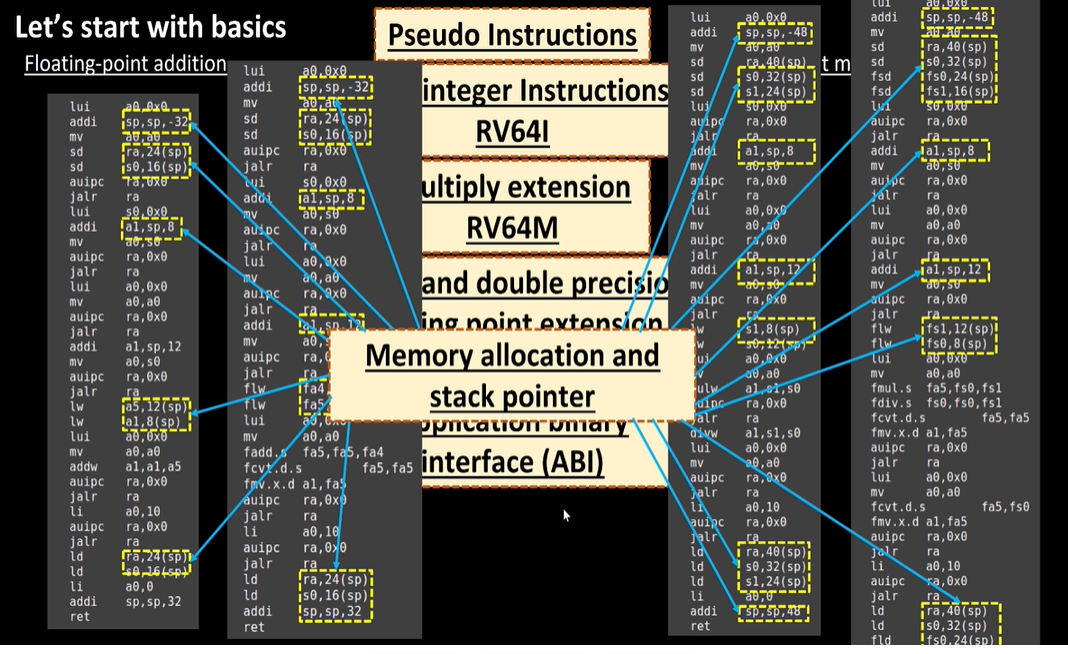 Let's start with basics
Floating-point addition
t m
Pseudo Instructions
integer Instructions
RV64I
ultiply extension
RV64M
and double precisio
ing point extension
Memory allocation and
stack pointer
pplication binary
interface (ABI)
lui a0,0x0
addi sp,sp,-32
mv a0,a0
sd ra,24(sp)
sd s0,16(sp)
auipc ra,0x0
jalr ra
lui s0,0x0
addi a1,sp,8
mv a0,s0
auipc ra,0x0
jalr ra
lui a0,0x0
mv a0,a0
auipc ra,0x0
jalr ra
addi a1,sp,12
mv a0,s0
auipc ra,0x0
jalr ra
lw a5,12(sp)
lw a1,8(sp)
lui a0,0x0
mv a0,a0
addw a1,a1,a5
auipc ra,0x0
jalr ra
li a0,10
auipc ra,0x0
jalr ra
ld ra,24(sp)
ld s0,16(sp)
li a0,0
addi sp,sp,32
ret
lui a0,0x0
addi sp,sp,-32
mv a0,a0
sd ra,24(sp)
sd s0,16(sp)
auipc ra,0x0
jalr ra
lui s0,0x0
addi a1,sp,8
mv a0,s0
auipc ra,0x0
jalr ra
lui a0,0x0
mv a0,a0
auipc ra,0x0
jalr ra
addi a1,sp,12
mv a0,
auipc ra,0
jalr ra
flw fa4
flw fa5
lui a0,0x0
mv a0,a0
fadd.s fa5,fa5,fa4
fcvt.d.s fa5,fa5
fmv.x.d a1,fa5
auipc ra,0x0
jalr ra
li a0,10
auipc ra,0x0
jalr ra
ld ra,24(sp)
ld s0,16(sp)
addi sp,sp,32
ret
lui a0,0x0
addi sp,sp,-48
mv a0,a0
sd ra,40(sp)
sd s0,32(sp)
sd s1,24(sp)
lui s0,0x0
auipc ra,0x0
jalr ra
addi a1,sp,8
mv a0,s0
auipc ra,0x0
jalr ra
lui a0,0x0
mv a0,a0
auipc ra,0x0
jalr ra
addi a1,sp,12
mv a0,s0
auipc ra,0x0
jalr ra
lw s1,8(sp)
lw s0,12(sp)
lui a0,0x0
mv a0,a0
mulw a1,s1,s0
auipc ra,0x0
jalr ra
divw a1,s1,s0
lui a0,0x0
mv a0,a0
auipc ra,0x0
jalr ra
li a0,10
auipc ra,0x0
jalr ra
ld ra,40(sp)
ld s0,32(sp)
ld s1,24(sp)
li a0,0
addi sp,sp,48
ret
lui a0,0x0
addi sp,sp,-48
mv a0,a0
sd ra,40(sp)
sd s0,32(sp)
fsd fs0,24(sp)
fsd fs1,16(sp)
lui s0,0x0
auipc ra,0x0
jalr ra
addi a1,sp,8
mv a0,s0
auipc ra,0x0
jalr ra
lui a0,0x0
mv a0,a0
auipc ra,0x0
jalr ra
addi a1,sp,12
mv a0,s0
auipc ra,0x0
jalr ra
flw fs1,12(sp)
flw fs0,8(sp)
lui a0,0x0
mv a0,a0
fmul.s fa5,fs0,fs1
fdiv.s fs0,fs0,fs1
fcvt.d.s fa5,fa5
fmv.x.d a1,fa5
auipc ra,0x0
jalr ra
lui a0,0x0
mv a0,a0
fcvt.d.s fa5,fs0
fmv.x.d a1,fa5
auipc ra,0x0
jalr ra
li a0,10
auipc ra,0x0
jalr ra
ld ra,40(sp)
ld s0,32(sp)
fld fs0,24(sp)